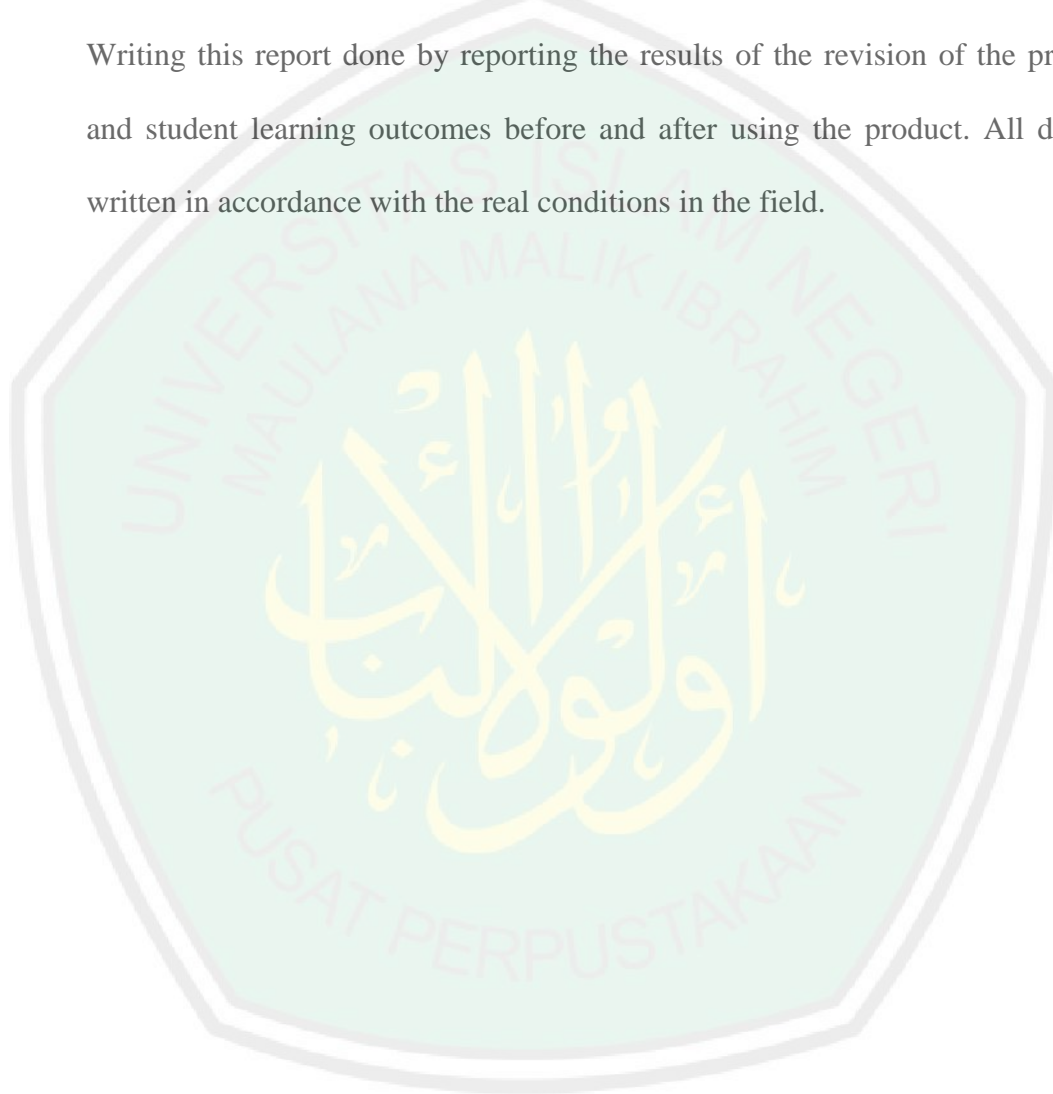 Writing this report done by reporting the results of the revision of the
and student learning outcomes before and after using the product. All
written in accordance with the real conditions in the field.
UNIVERSITAS ISLAM NEGERI
MAULANA MALIK IBRAHIM
أولوا الألباب
PUSAT PERPUSTAKAAN